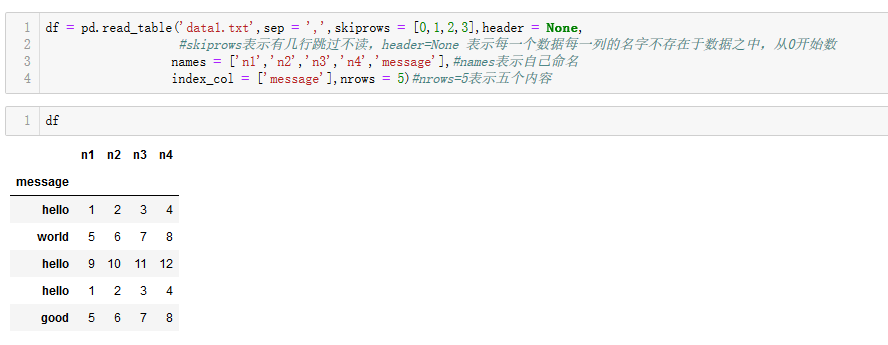 1 df = pd.read_table('data1.txt',sep = ',',skiprows = [0,1,2,3],header = None,
2 #skiprows表示有几行跳过不读，header=None 表示每一个数据每一列的名字不存在于数据之中，从0开始数
3 names = ['n1','n2','n3','n4','message'],#names表示自己命名
4 index_col = ['message'],nrows = 5)#nrows=5表示五个内容
1 df
n1 n2 n3 n4
message
hello 1 2 3 4
world 5 6 7 8
hello 9 10 11 12
hello 1 2 3 4
good 5 6 7 8